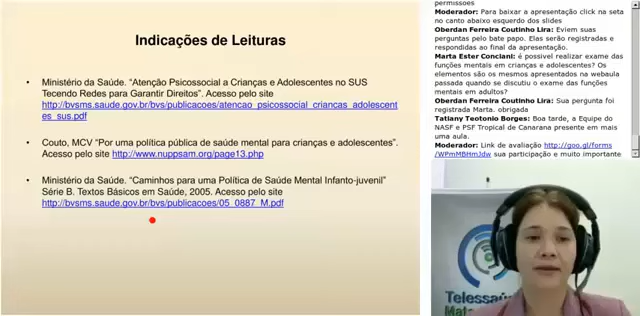 Indicações de Leituras
• Ministério da Saúde. “Atenção Psicossocial a Crianças e Adolescentes no SUS
Tecendo Redes para Garantir Direitos”. Acesso pelo site
http://bvsms.saude.gov.br/bvs/publicacoes/atencao_psicossocial_criancas_adolescent
es_sus.pdf
• Couto, MCV “Por uma política pública de saúde mental para crianças e adolescentes”.
Acesso pelo site http://www.nuppsam.org/page13.php
• Ministério da Saúde. “Caminhos para uma Política de Saúde Mental Infanto-juvenil”
Série B. Textos Básicos em Saúde, 2005. Acesso pelo site
http://bvsms.saude.gov.br/bvs/publicacoes/05_0887_M.pdf
permissões
Moderador: Para baixar a apresentação click na seta
no canto abaixo esquerdo dos slides
Oberdan Ferreira Coutinho Lira: Eviem suas
perguntas pelo bate papo. Elas serão registradas e
respondidas ao final da apresentação.
Marta Ester Conciani: é possivel realizar exame das
funções mentais em crianças e adolescentes? Os
elementos são os mesmos apresentados na webaula
passada quando se discutiu o exame das funções
mentais em adultos?
Oberdan Ferreira Coutinho Lira: Sua pergunta foi
registrada Marta. obrigada
Tatiany Teotonio Borges: Boa tarde, a Equipe do
NASF e PSF Tropical de Canarana presente em mais
uma aula.
Moderador: Link de avaliação http://goo.gl/forms
/WPmMBHmJdw sua participação e muito importante
Telessaú
Mat